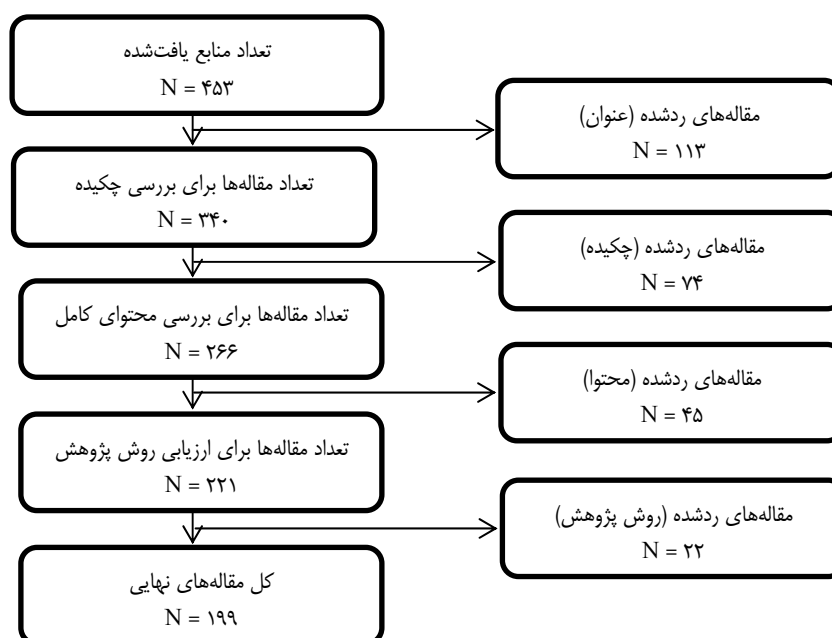 تعداد منابع یافت‌شده
N = ۴۵۳
مقاله‌های ردشده (عنوان)
N = ۱۱۳
تعداد مقاله‌ها برای بررسی چکیده
N = ۳۴۰
مقاله‌های ردشده (چکیده)
N = ۷۴
تعداد مقاله‌ها برای بررسی محتوای کامل
N = ۲۶۶
مقاله‌های ردشده (محتوا)
N = ۴۵
تعداد مقاله‌ها برای ارزیابی روش پژوهش
N = ۲۲۱
مقاله‌های ردشده (روش پژوهش)
N = ۲۲
کل مقاله‌های نهایی
N = ۱۹۹